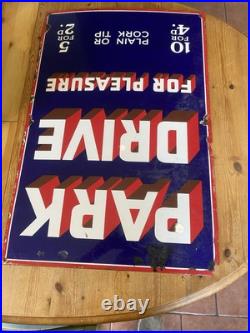 PARK
DRIVE
FOR PLEASURE
10 FOR 4D.
PLAIN OR
CORK TIP
5 FOR 2D.